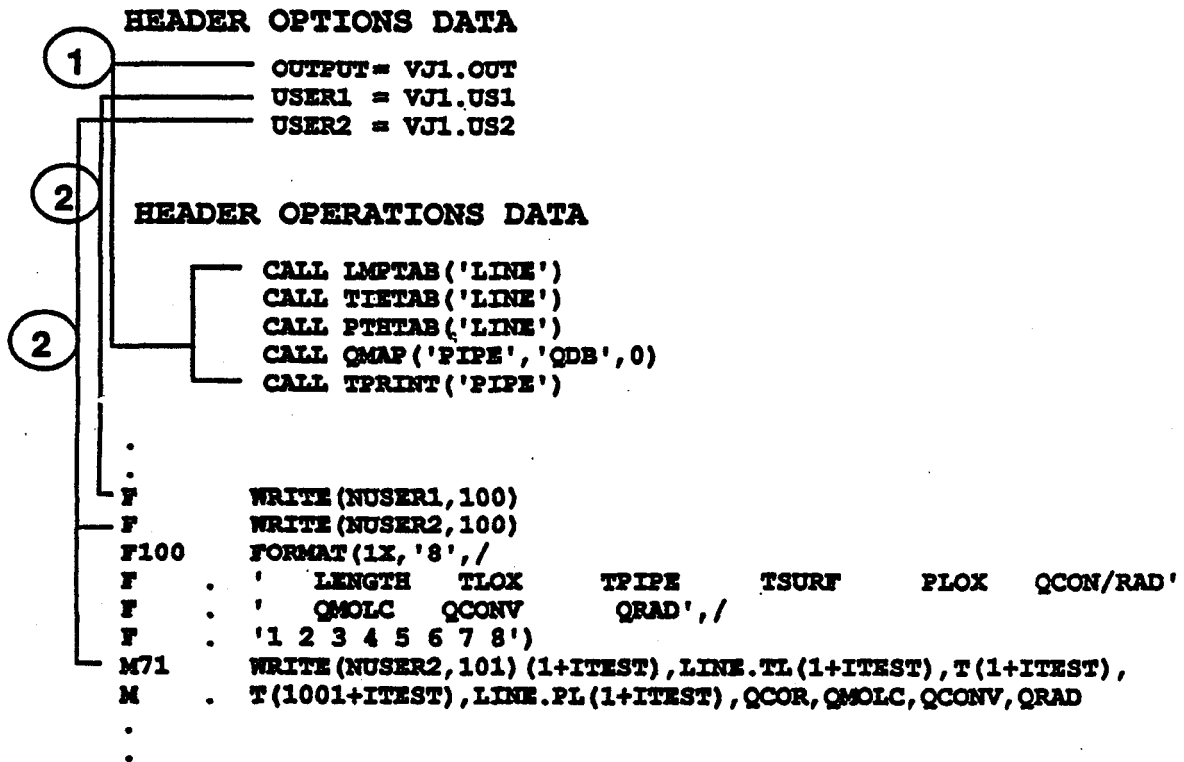 HEADER OPTIONS DATA
1
OUTPUT= VJ1.OUT
USER1 = VJ1.US1
USER2 = VJ1.US2
2
HEADER OPERATIONS DATA
CALL LMPTAB('LINE')
CALL TIETAB('LINE')
CALL PTHTAB('LINE')
2
CALL QMAP('PIPE','QDB',0)
CALL TPRINT('PIPE')
.
.
F WRITE(NUSER1,100)
F WRITE(NUSER2,100)
F100 FORMAT(1X,'8',/
F . ' LENGTH TLOX TPIPE TSURF PLOX QCON/RAD'
F . ' QMOLC QCONV QRAD',/
F . '1 2 3 4 5 6 7 8')
M71 WRITE(NUSER2,101)(1+ITEST),LINE.TL(1+ITEST),T(1+ITEST),
M . T(1001+ITEST),LINE.PL(1+ITEST),QCOR,QMOLC,QCONV,QRAD
.
.